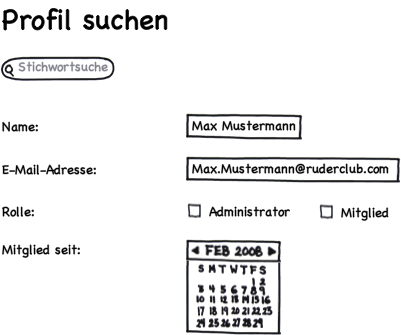 Profil suchen
Stichwortsuche
Name: Max Mustermann
E-Mail-Adresse: Max.Mustermann@ruderclub.com
Rolle: Administrator Mitglied
Mitglied seit: FEB 2008
S M T W T F S
1 2
3 4 5 6 7 8 9
10 11 12 13 14 15 16
17 18 19 20 21 22 23
24 25 26 27 28 29